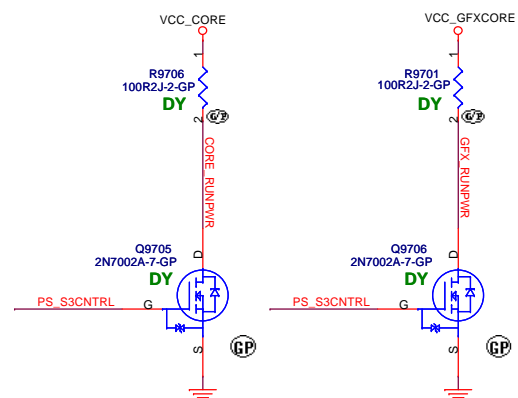 VCC_CORE
1
R9706
100R2J-2-GP
DY
2
G/P
CORE_RUNPWR
Q9705
2N7002A-7-GP
DY
D
PS_S3CNTRL
G
S
GP
VCC_GFXCORE
1
R9701
100R2J-2-GP
DY
2
G/P
GFX_RUNPWR
Q9706
2N7002A-7-GP
DY
D
PS_S3CNTRL
G
S
GP